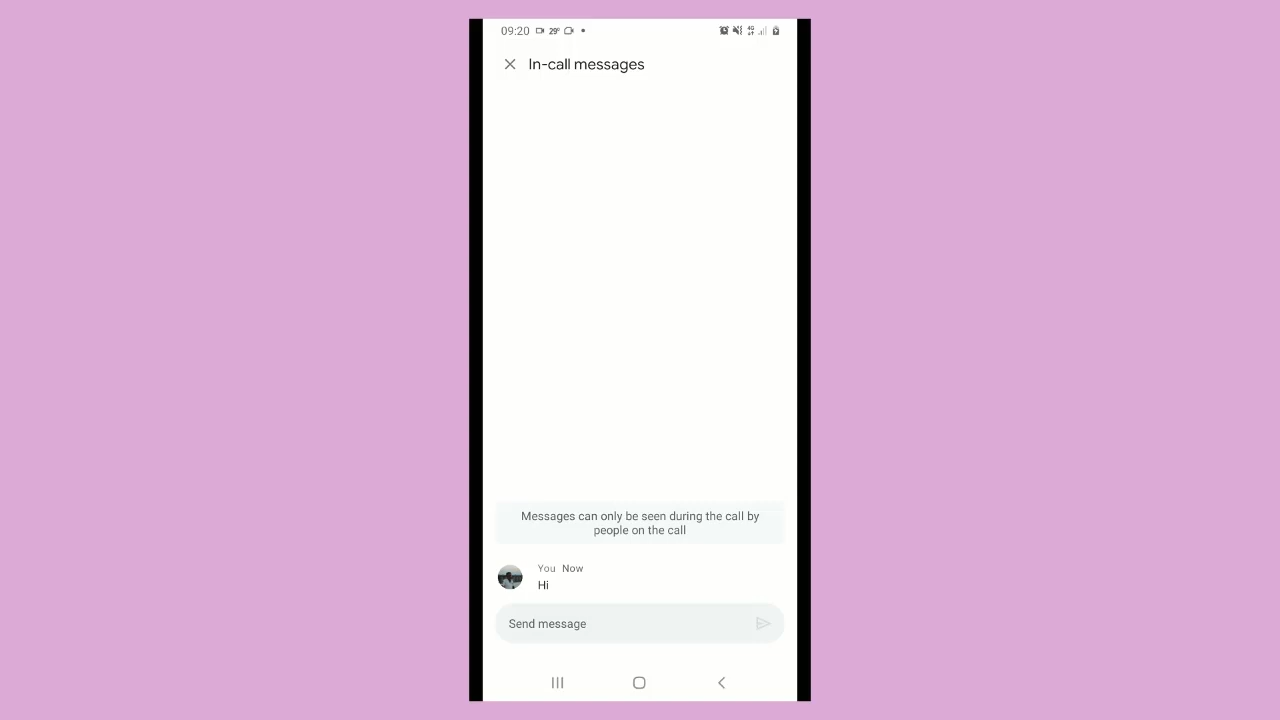 09:20 29°
In-call messages
Messages can only be seen during the call by
people on the call
You Now
Hi
Send message